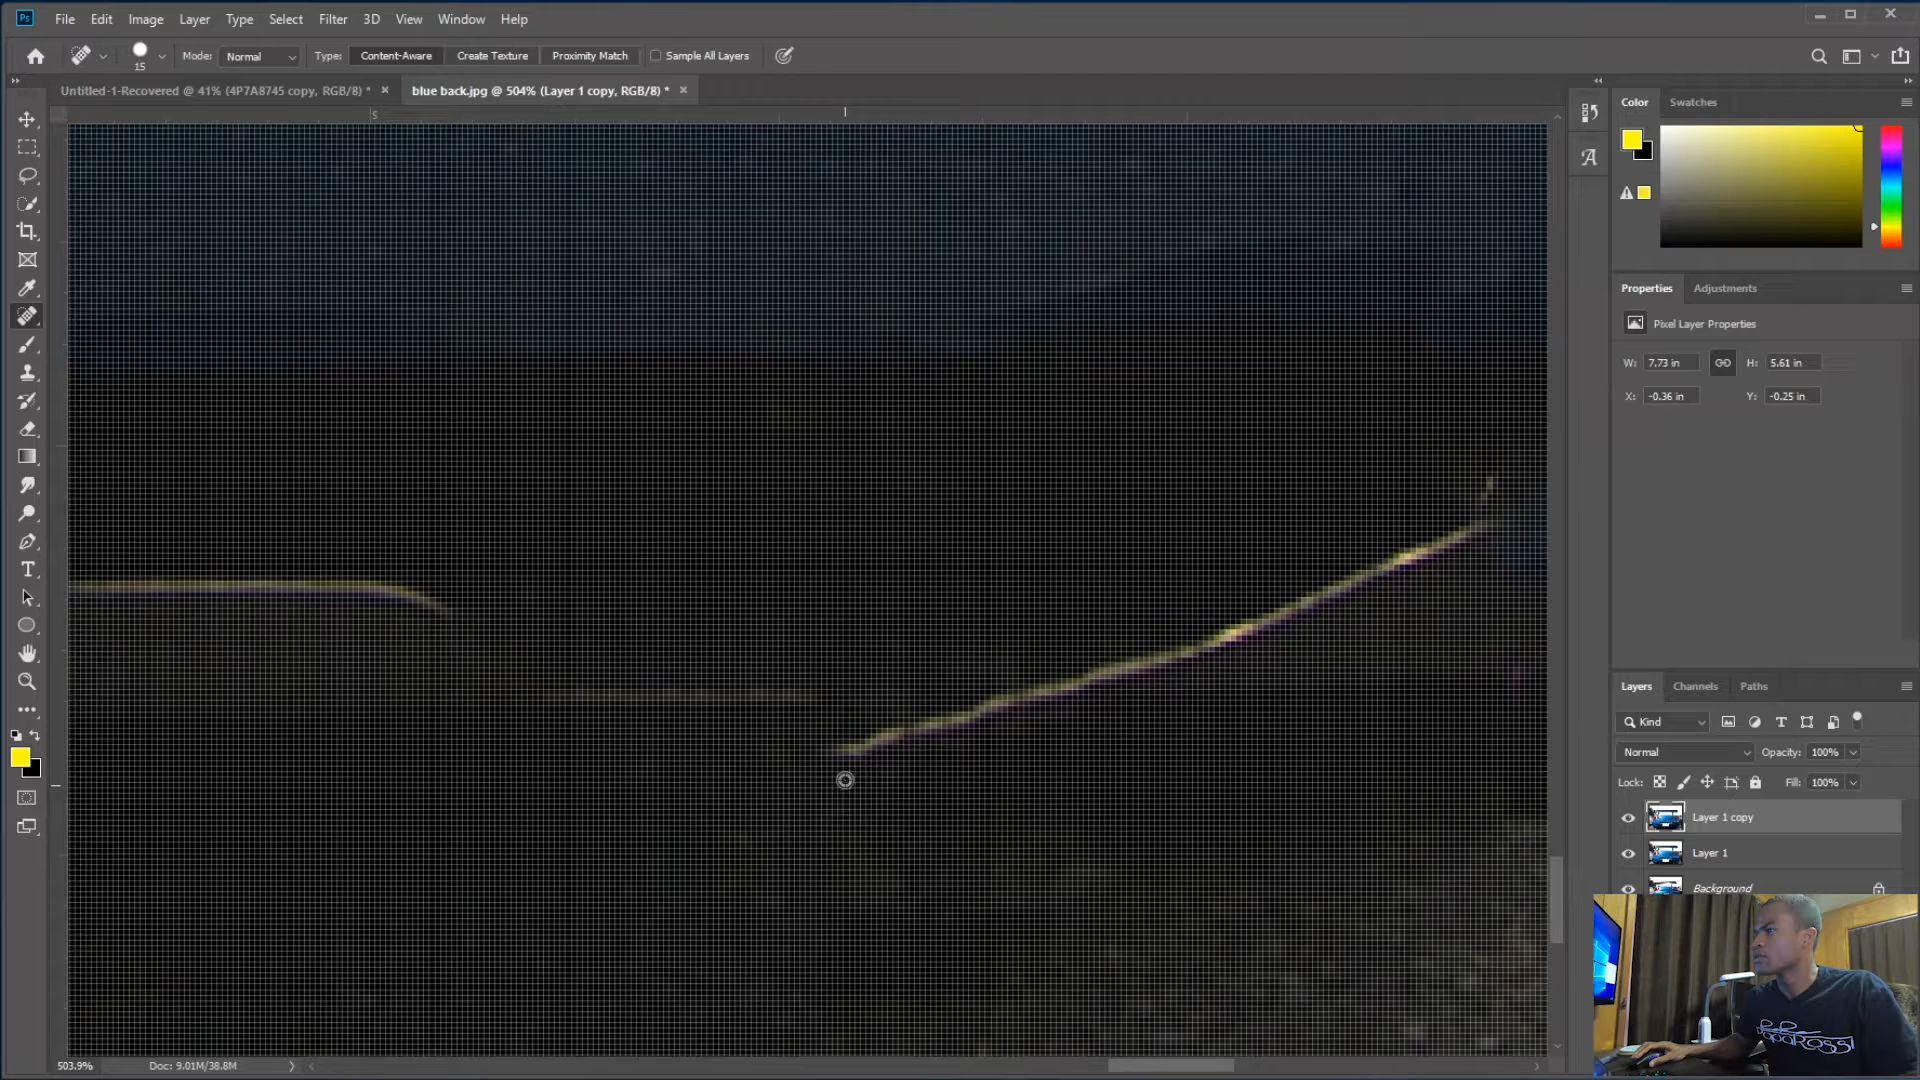 Ps File Edit Image Layer Type Select Filter 3D View Window Help
15 Mode: Normal Type: Content-Aware Create Texture Proximity Match Sample All Layers
Untitled-1-Recovered @ 41% (4P7A8745 copy, RGB/8) * × blue back.jpg @ 504% (Layer 1 copy, RGB/8) * ×
5
Color Swatches
Properties Adjustments
Pixel Layer Properties
W: 7.73 in H: 5.61 in
X: -0.36 in Y: -0.25 in
Layers Channels Paths
Kind
Normal Opacity: 100%
Lock: Fill: 100%
Layer 1 copy
Layer 1
Background
503.9% Doc: 9.01M/38.8M